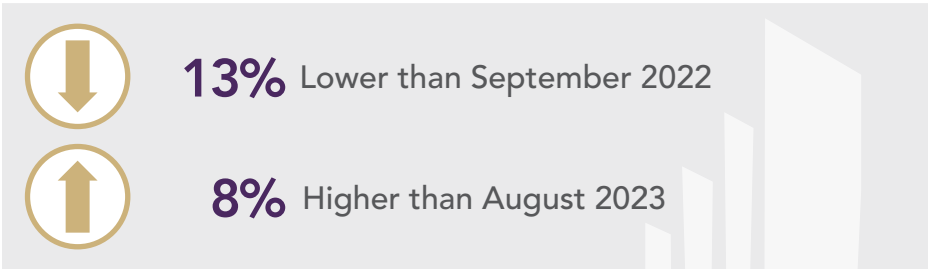 13% Lower than September 2022
8% Higher than August 2023